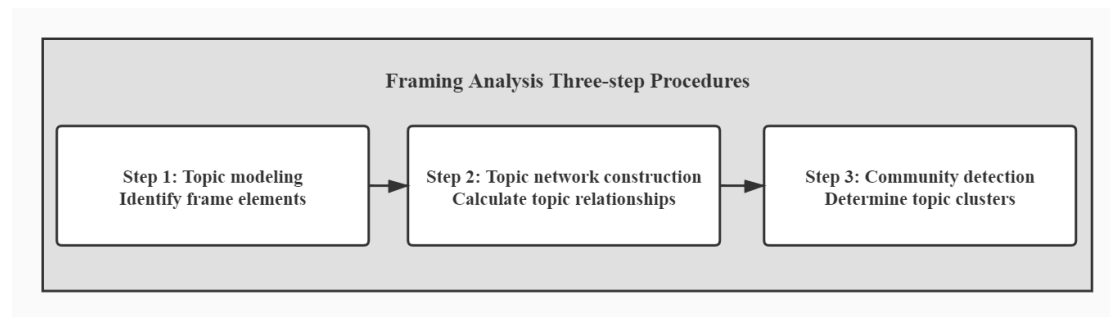 Framing Analysis Three-step Procedures
Step 1: Topic modeling
Identify frame elements
Step 2: Topic network construction
Calculate topic relationships
Step 3: Community detection
Determine topic clusters